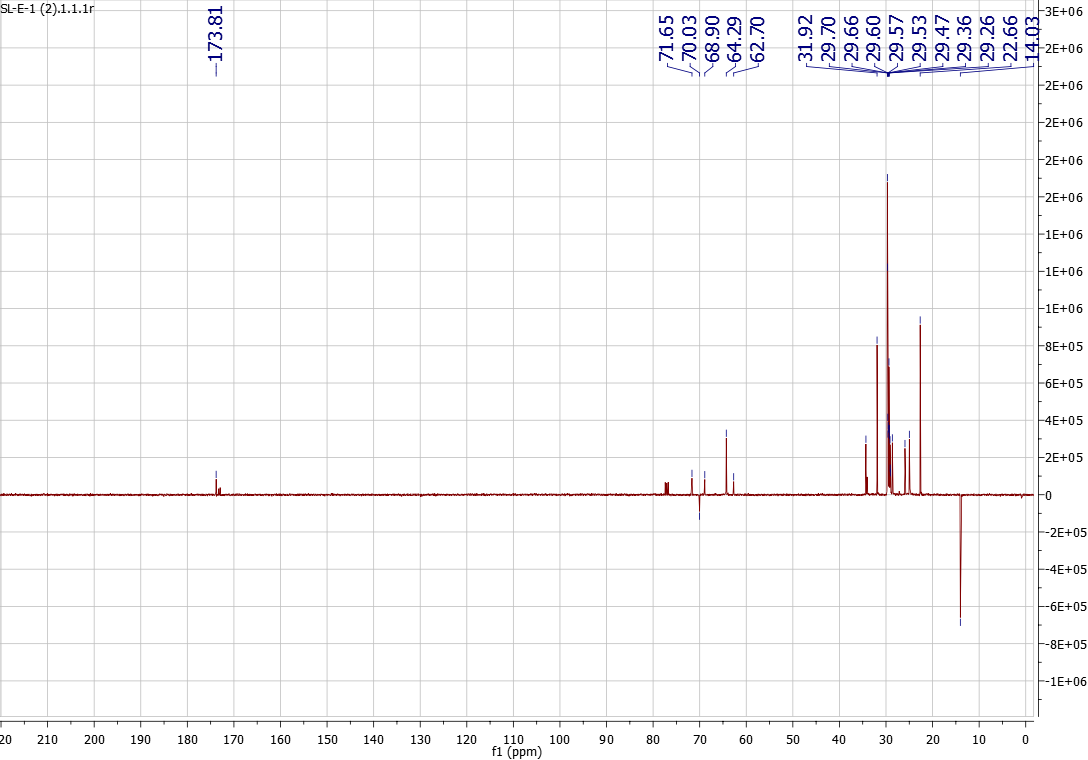 SL-E-1 (2).1.1.1r
173.81
71.65
70.03
68.90
64.29
62.70
31.92
29.70
29.66
29.60
29.57
29.53
29.47
29.36
29.26
22.66
14.03
3E+06
2E+06
2E+06
2E+06
2E+06
2E+06
1E+06
1E+06
1E+06
8E+05
6E+05
4E+05
2E+05
0
-2E+05
-4E+05
-6E+05
-8E+05
-1E+06
20 210 200 190 180 170 160 150 140 130 120 110 100 90 80 70 60 50 40 30 20 10 0
f1 (ppm)